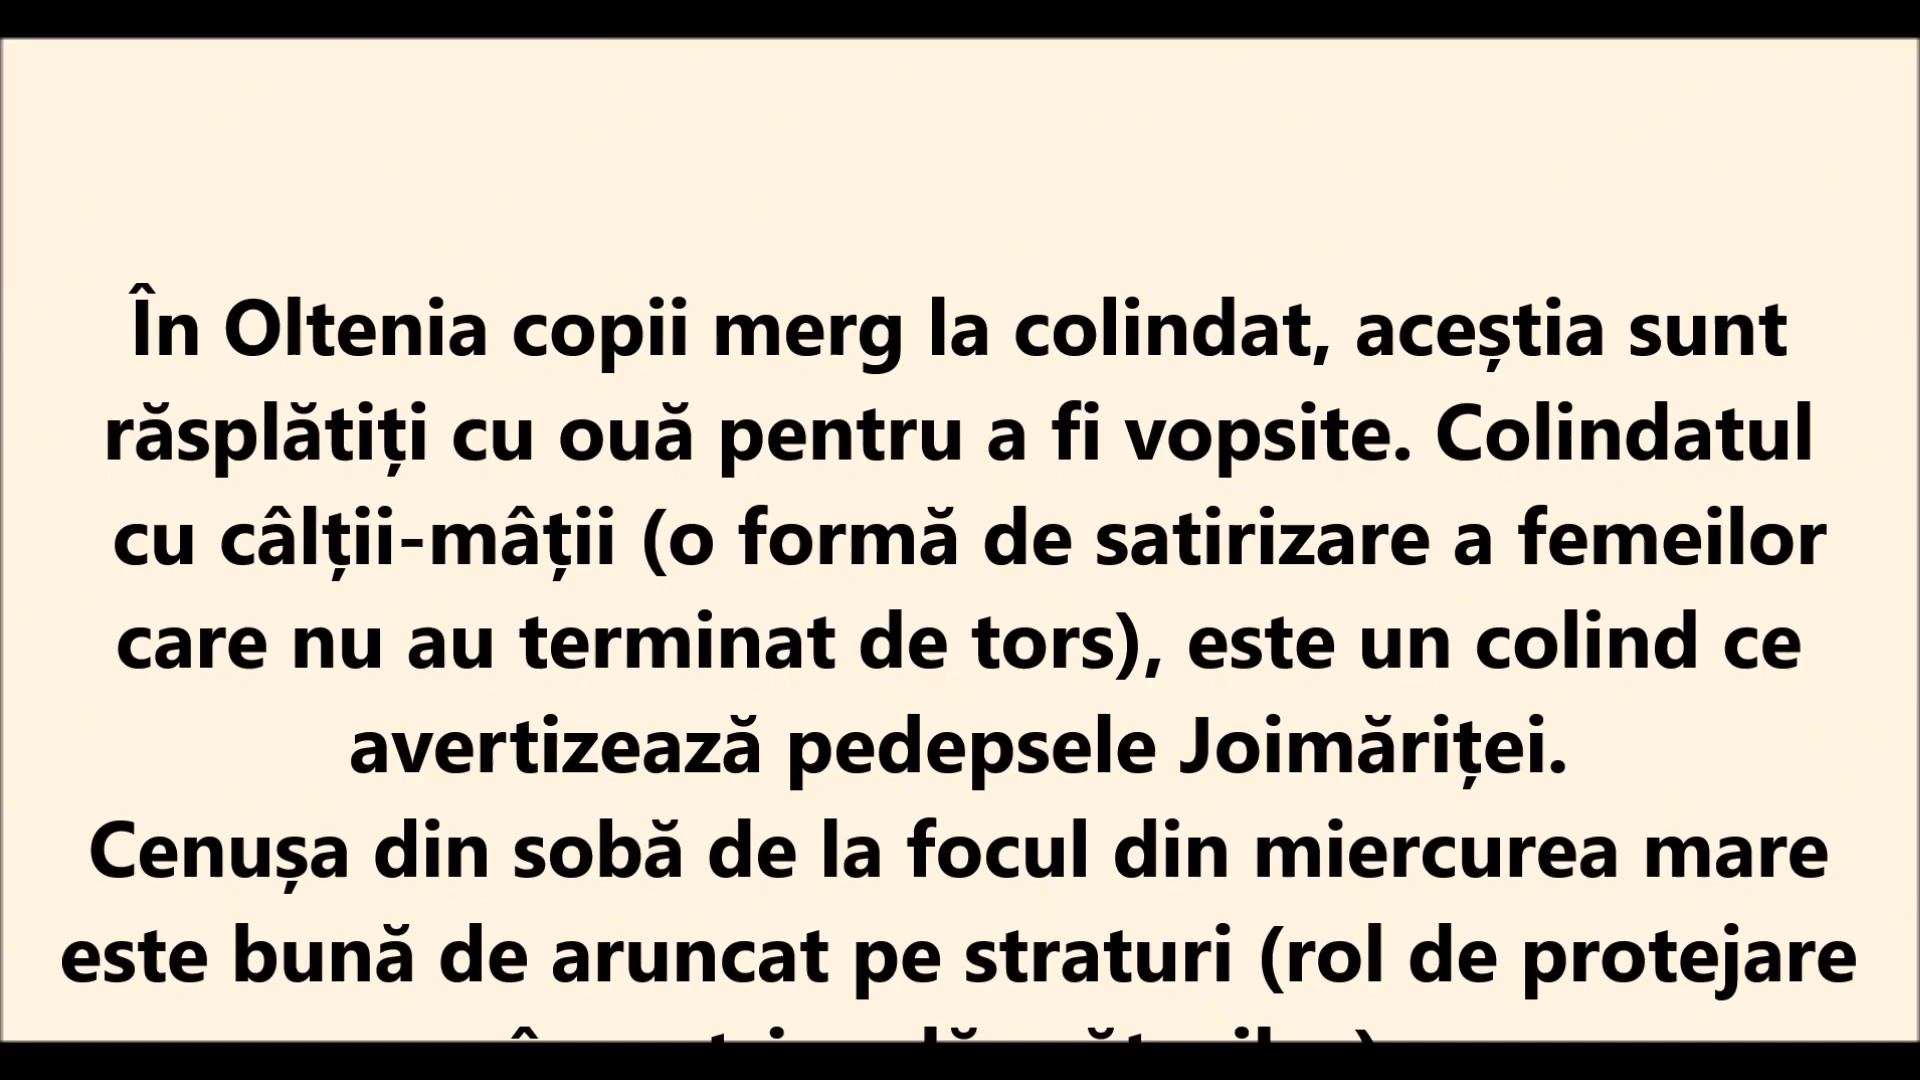 În Oltenia copii merg la colindat, aceștia sunt
răsplătiți cu ouă pentru a fi vopsite. Colindatul
cu câlții-mâții (o formă de satirizare a femeilor
care nu au terminat de tors), este un colind ce
avertizează pedepsele Joimăriței.
Cenușa din sobă de la focul din miercurea mare
este bună de aruncat pe straturi (rol de protejare